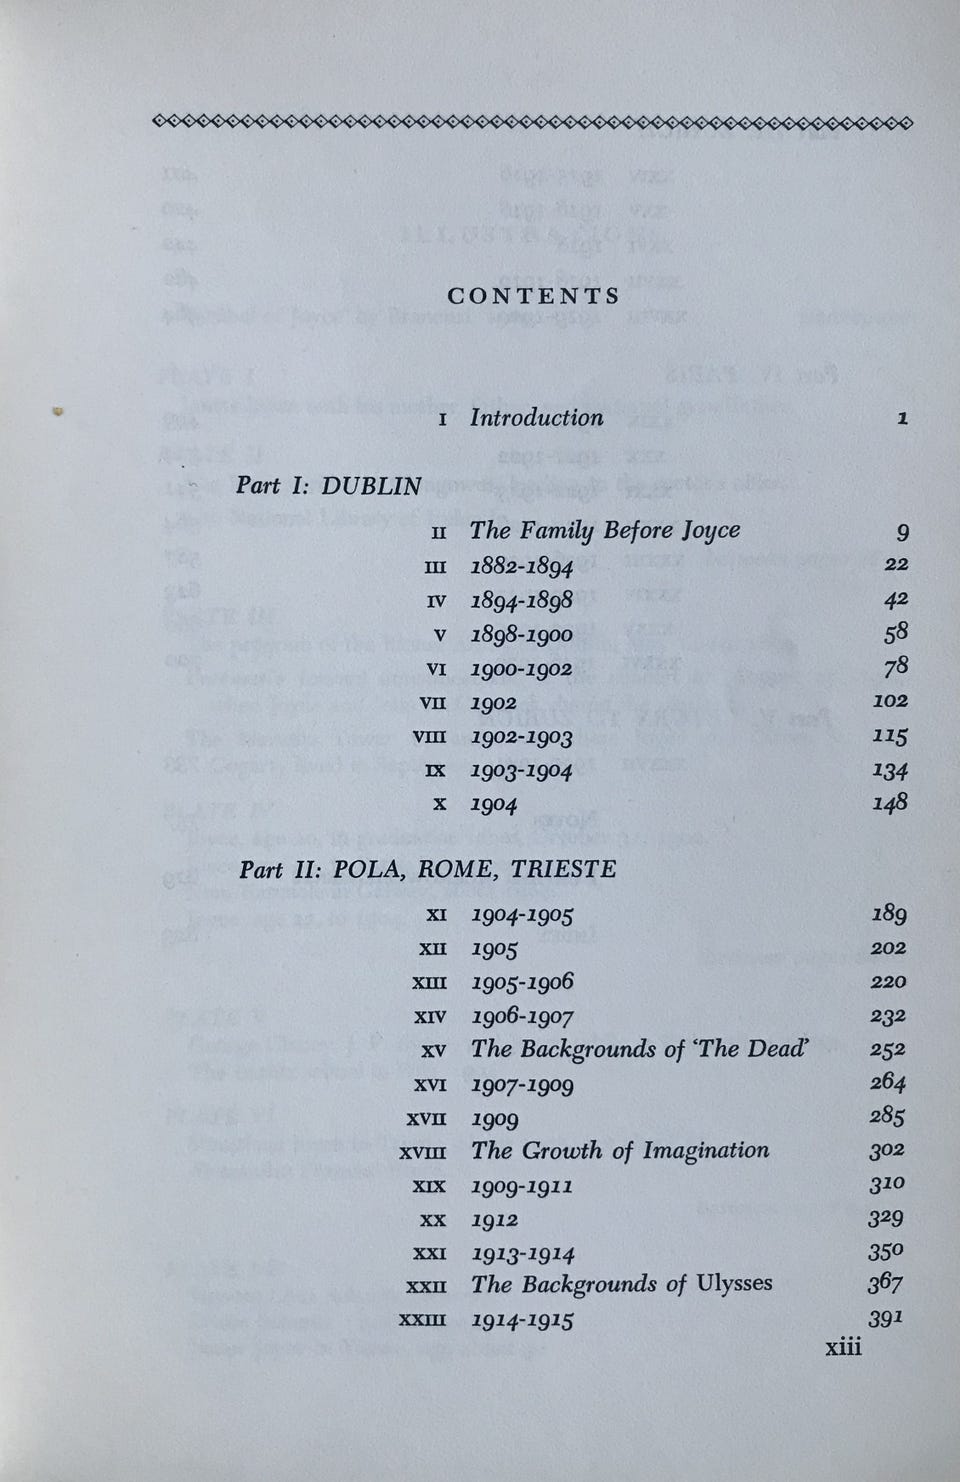 CONTENTS
I Introduction 1
Part I: DUBLIN
II The Family Before Joyce 9
III 1882-1894 22
IV 1894-1898 42
V 1898-1900 58
VI 1900-1902 78
VII 1902 102
VIII 1902-1903 115
IX 1903-1904 134
X 1904 148
Part II: POLA, ROME, TRIESTE
XI 1904-1905 189
XII 1905 202
XIII 1905-1906 220
XIV 1906-1907 232
XV The Backgrounds of ‘The Dead’ 252
XVI 1907-1909 264
XVII 1909 285
XVIII The Growth of Imagination 302
XIX 1909-1911 310
XX 1912 329
XXI 1913-1914 350
XXII The Backgrounds of Ulysses 367
XXIII 1914-1915 391
xiii